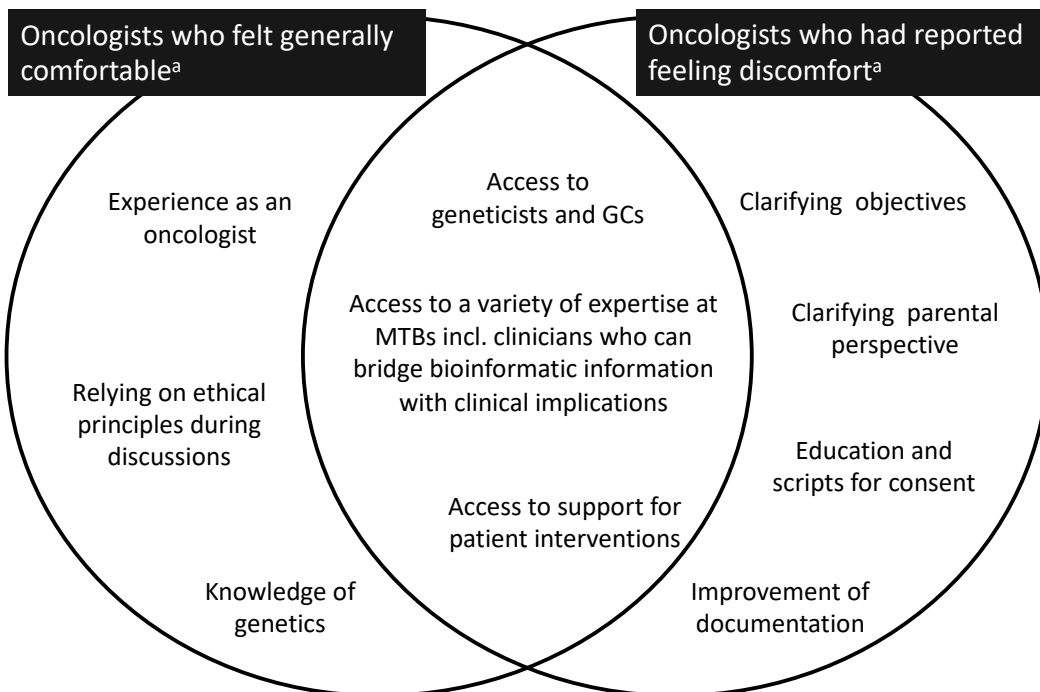 Oncologists who felt generally
comfortableᵃ
Oncologists who had reported
feeling discomfortᵃ
Experience as an
oncologist
Relying on ethical
principles during
discussions
Knowledge of
genetics
Access to
geneticists and GCs
Access to a variety of expertise at
MTBs incl. clinicians who can
bridge bioinformatic information
with clinical implications
Access to support for
patient interventions
Clarifying objectives
Clarifying parental
perspective
Education and
scripts for consent
Improvement of
documentation